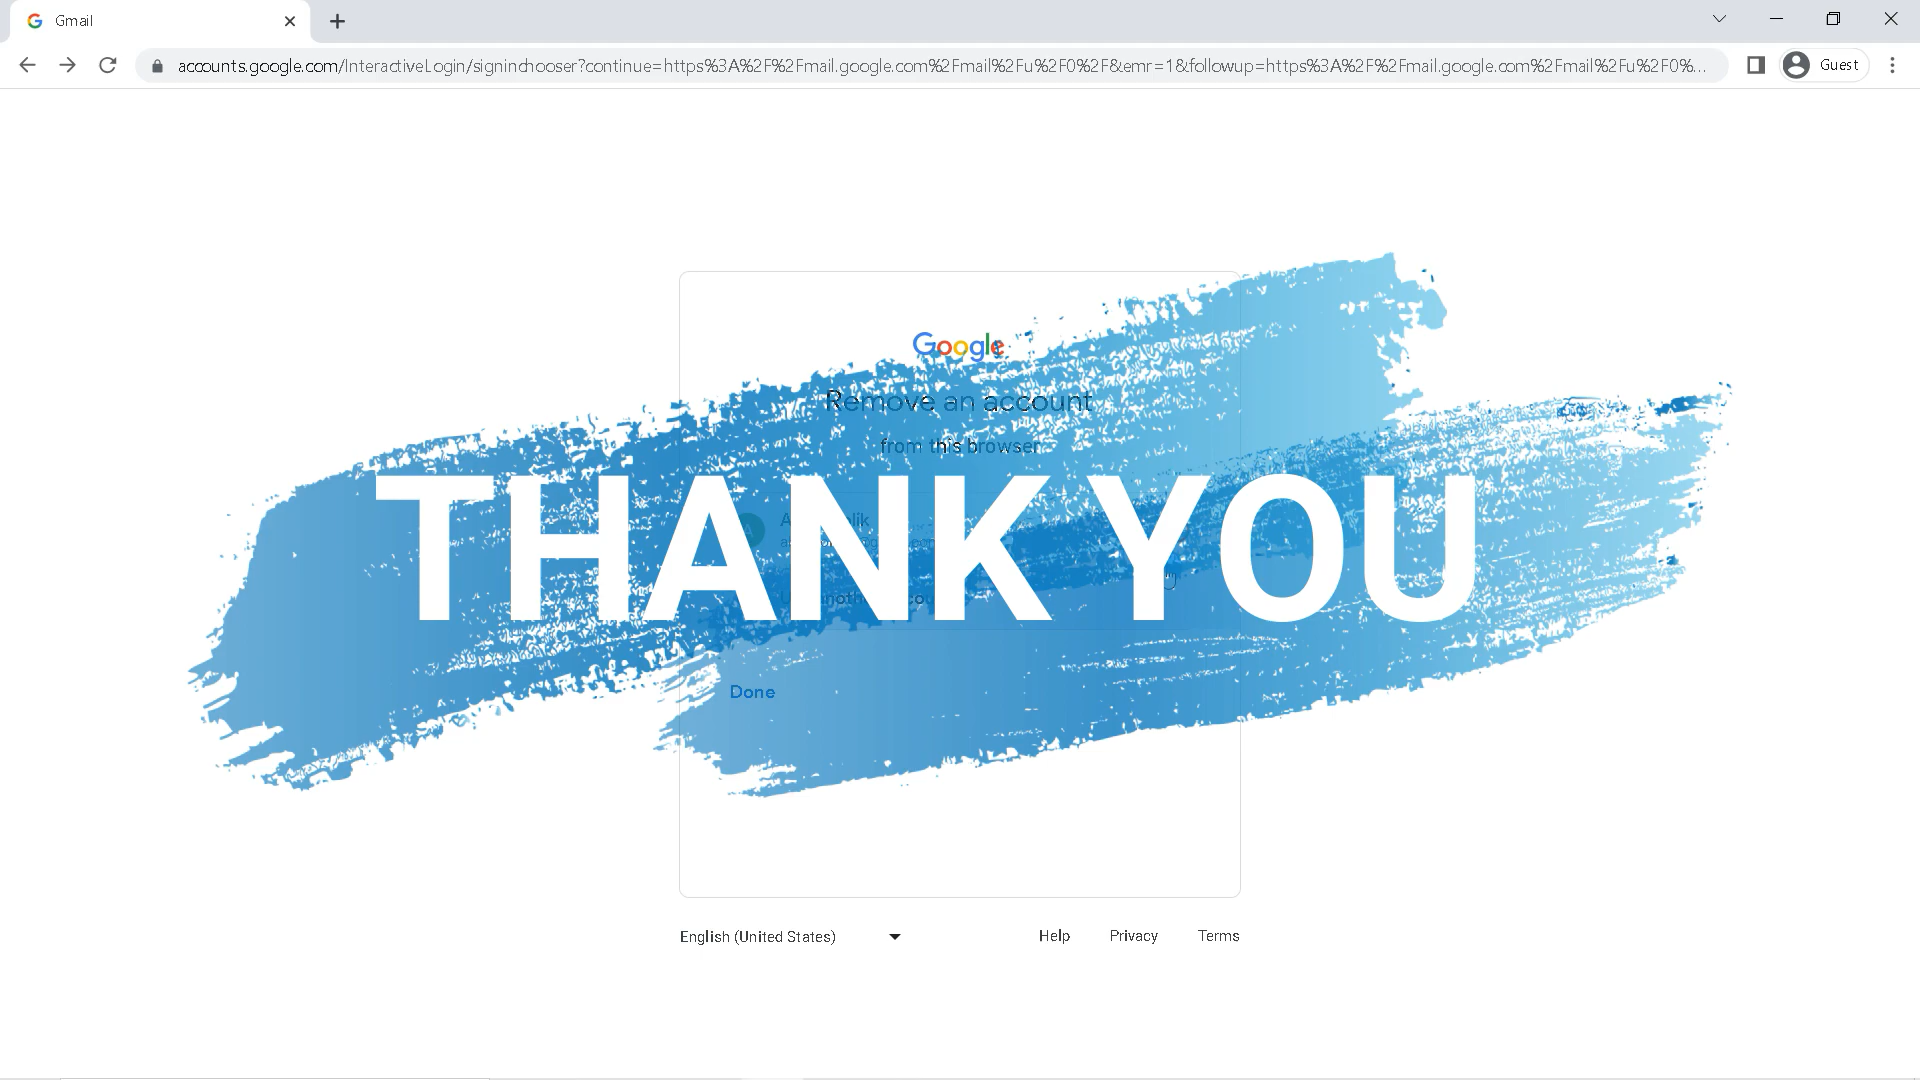 Gmail
accounts.google.com/InteractiveLogin/signinchooser?continue=https%3A%2F%2Fmail.google.com%2Fmail%2Fu%2F0%2F&emr=1&followup=https%3A%2F%2Fmail.google.com%2Fmail%2Fu%2F0%...
Guest
Google
Remove an account
from this browser
THANK YOU
Done
English (United States)
Help
Privacy
Terms